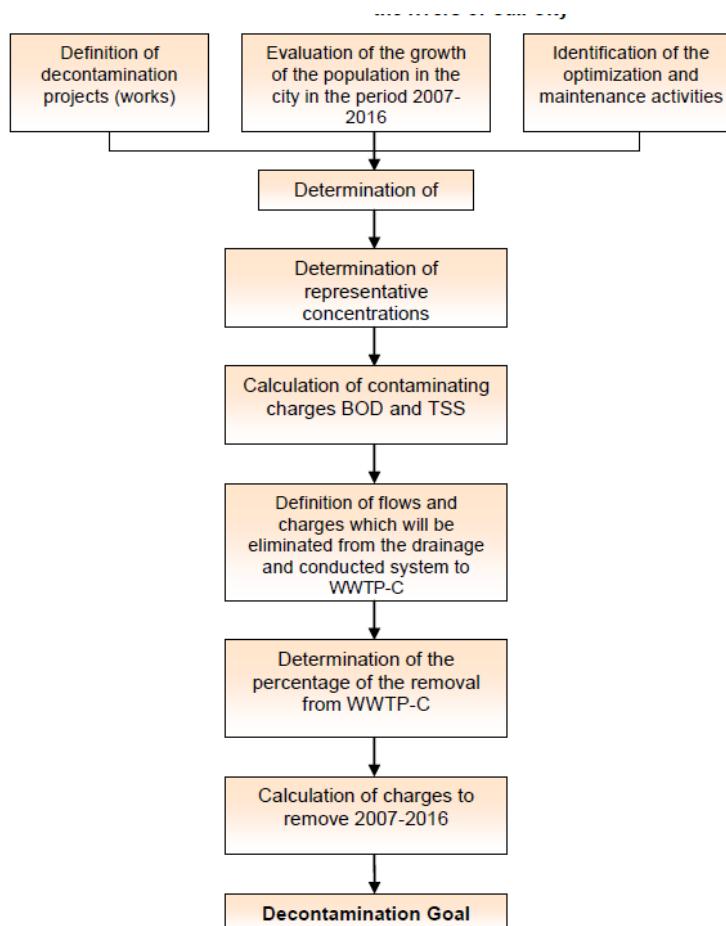 Definition of
decontamination
projects (works)
Evaluation of the growth
of the population in the
city in the period 2007-
2016
Identification of the
optimization and
maintenance activities
Determination of
Determination of
representative
concentrations
Calculation of contaminating
charges BOD and TSS
Definition of flows and
charges which will be
eliminated from the drainage
and conducted system to
WWTP-C
Determination of the
percentage of the removal
from WWTP-C
Calculation of charges to
remove 2007-2016
Decontamination Goal